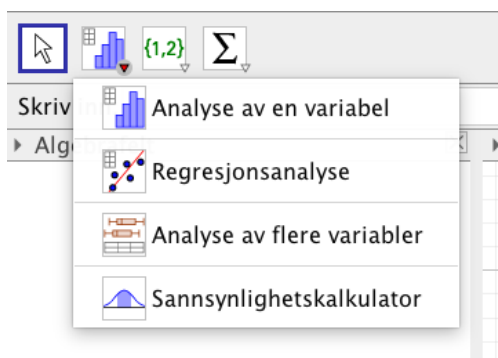 {1,2} Σ
Skriv
Analyse av en variabel
Alg
Regresjonsanalyse
Analyse av flere variabler
Sannsynlighetskalkulator